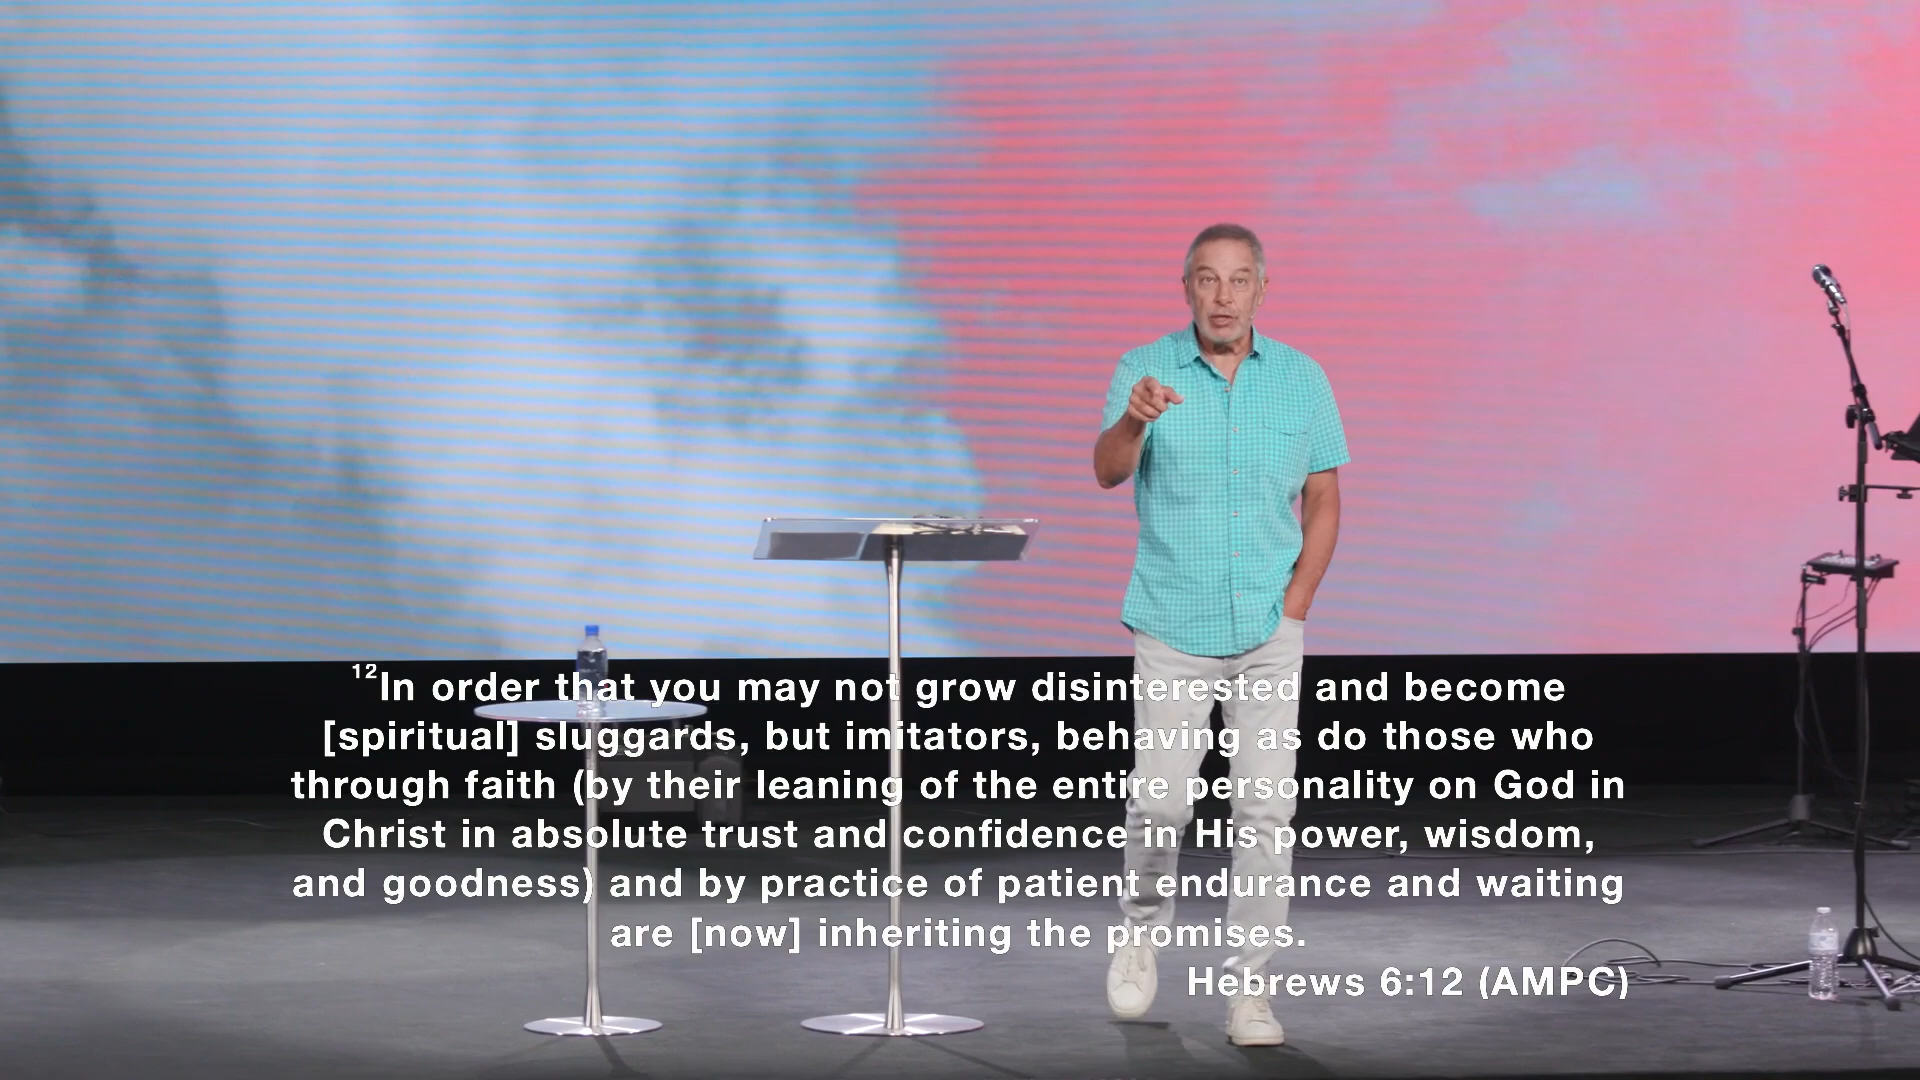 12In order that you may not grow disinterested and become
[spiritual] sluggards, but imitators, behaving as do those who
through faith (by their leaning of the entire personality on God in
Christ in absolute trust and confidence in His power, wisdom,
and goodness) and by practice of patient endurance and waiting
are [now] inheriting the promises.
Hebrews 6:12 (AMPC)